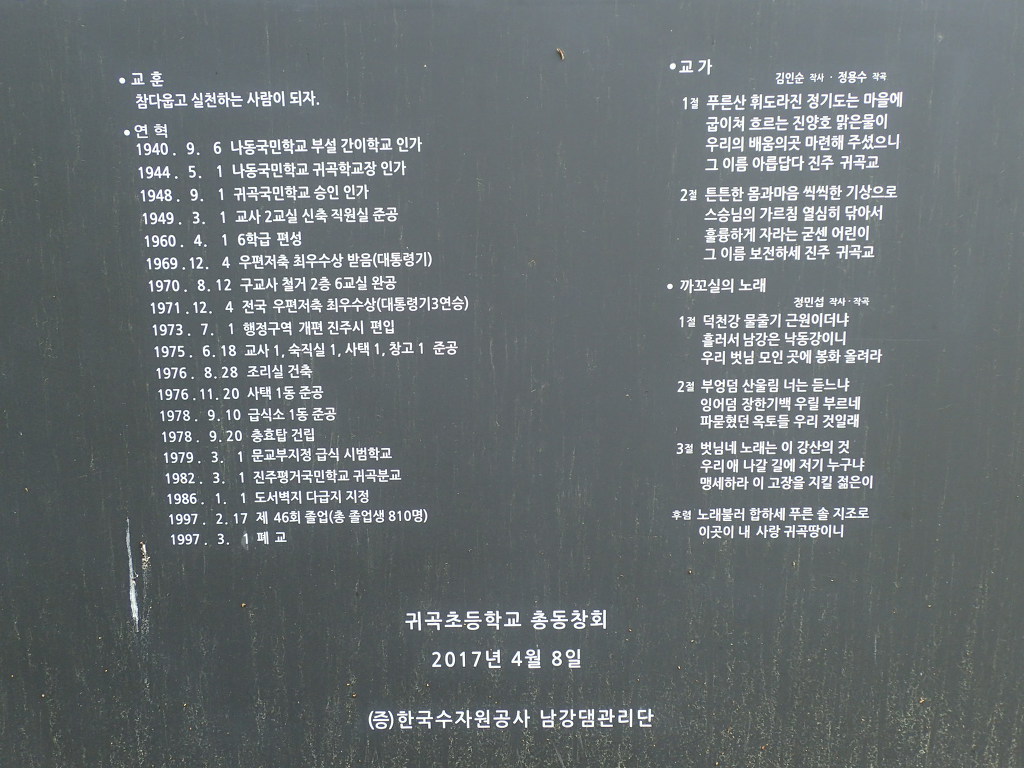 • 교 훈
참다웁고 실천하는 사람이 되자.
• 연 혁
1940. 9. 6 나동국민학교 부설 간이학교 인가
1944. 5. 1 나동국민학교 귀곡학교장 인가
1948. 9. 1 귀곡국민학교 승인 인가
1949. 3. 1 교사 2교실 신축 직원실 준공
1960. 4. 1 6학급 편성
1969.12. 4 우편저축 최우수상 받음(대통령기)
1970. 8.12 구교사 철거 2층 6교실 완공
1971.12. 4 전국 우편저축 최우수상(대통령기3연승)
1973. 7. 1 행정구역 개편 진주시 편입
1975. 6.18 교사 1, 숙직실 1, 사택 1, 창고 1 준공
1976. 8.28 조리실 건축
1976.11.20 사택 1동 준공
1978. 9.10 급식소 1동 준공
1978. 9.20 충효탑 건립
1979. 3. 1 문교부지정 급식 시범학교
1982. 3. 1 진주평거국민학교 귀곡분교
1986. 1. 1 도서벽지 다급지 지정
1997. 2.17 제 46회 졸업(총 졸업생 810명)
1997. 3. 1 폐 교
• 교 가
김인순 작사 · 정용수 작곡
1절 푸른산 휘도라진 정기도는 마을에
굽이쳐 흐르는 진양호 맑은물이
우리의 배움의곳 마련해 주셨으니
그 이름 아릅답다 진주 귀곡교
2절 튼튼한 몸과마음 씩씩한 기상으로
스승님의 가르침 열심히 닦아서
훌륭하게 자라는 굳센 어린이
그 이름 보전하세 진주 귀곡교
• 까꼬실의 노래
정민섭 작사 · 작곡
1절 덕천강 물줄기 근원이더냐
흘러서 남강은 낙동강이니
우리 벗님 모인 곳에 봉화 올려라
2절 부엉덤 산울림 너는 듣느냐
잉어덤 장한기백 우릴 부르네
파묻혔던 옥토들 우리 것일래
3절 벗님네 노래는 이 강산의 것
우리애 나갈 길에 저기 누구냐
맹세하라 이 고장을 지킬 젊은이
후렴 노래불러 합하세 푸른 솔 지조로
이곳이 내 사랑 귀곡땅이니
귀곡초등학교 총동창회
2017년 4월 8일
(증)한국수자원공사 남강댐관리단